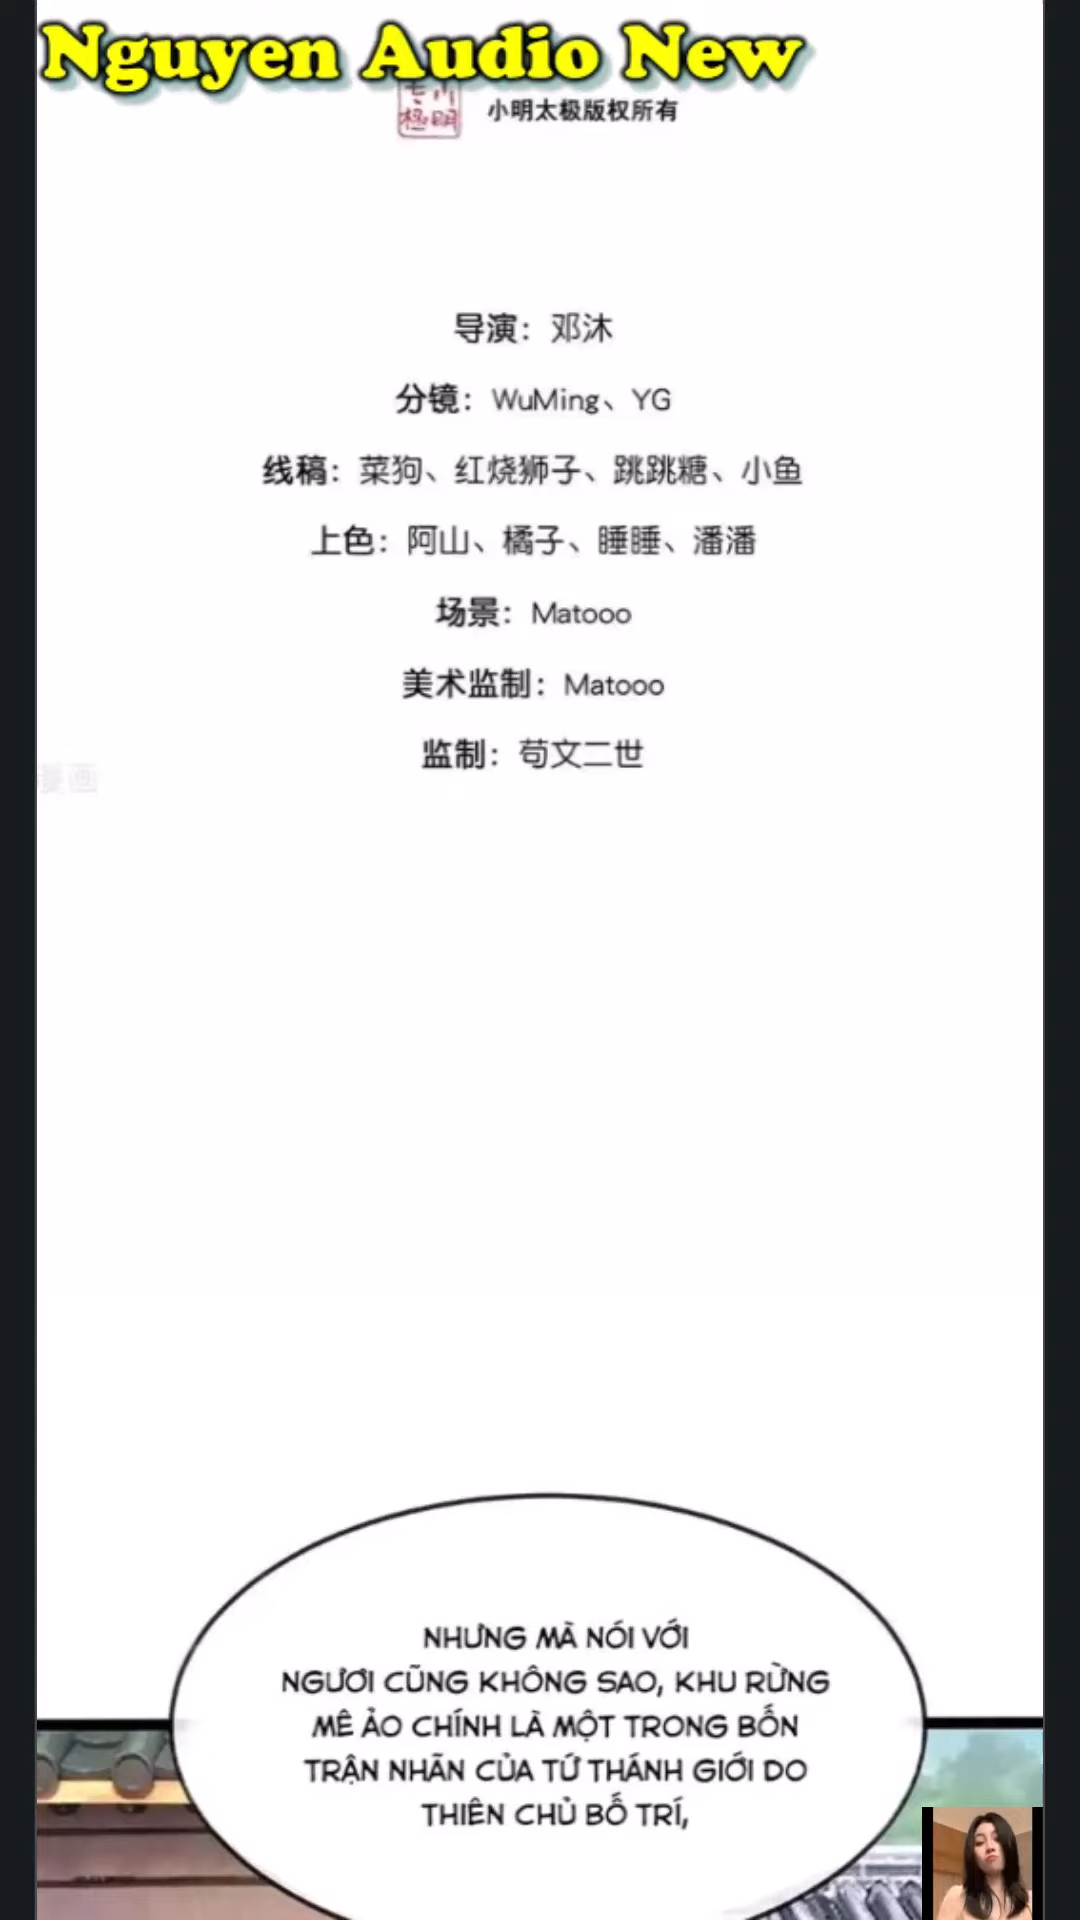 Nguyen Audio New
小明太极版权所有
导演：邓沐
分镜：WuMing、YG
线稿：菜狗、红烧狮子、跳跳糖、小鱼
上色：阿山、橘子、睡睡、潘潘
场景：Matooo
美术监制：Matooo
监制：苟文二世
漫画
NHƯNG MÀ NÓI VỚI
NGƯƠI CŨNG KHÔNG SAO, KHU RỪNG
MÊ ẢO CHÍNH LÀ MỘT TRONG BỐN
TRẬN NHÃN CỦA TỨ THÁNH GIỚI DO
THIÊN CHỦ BỐ TRÍ,